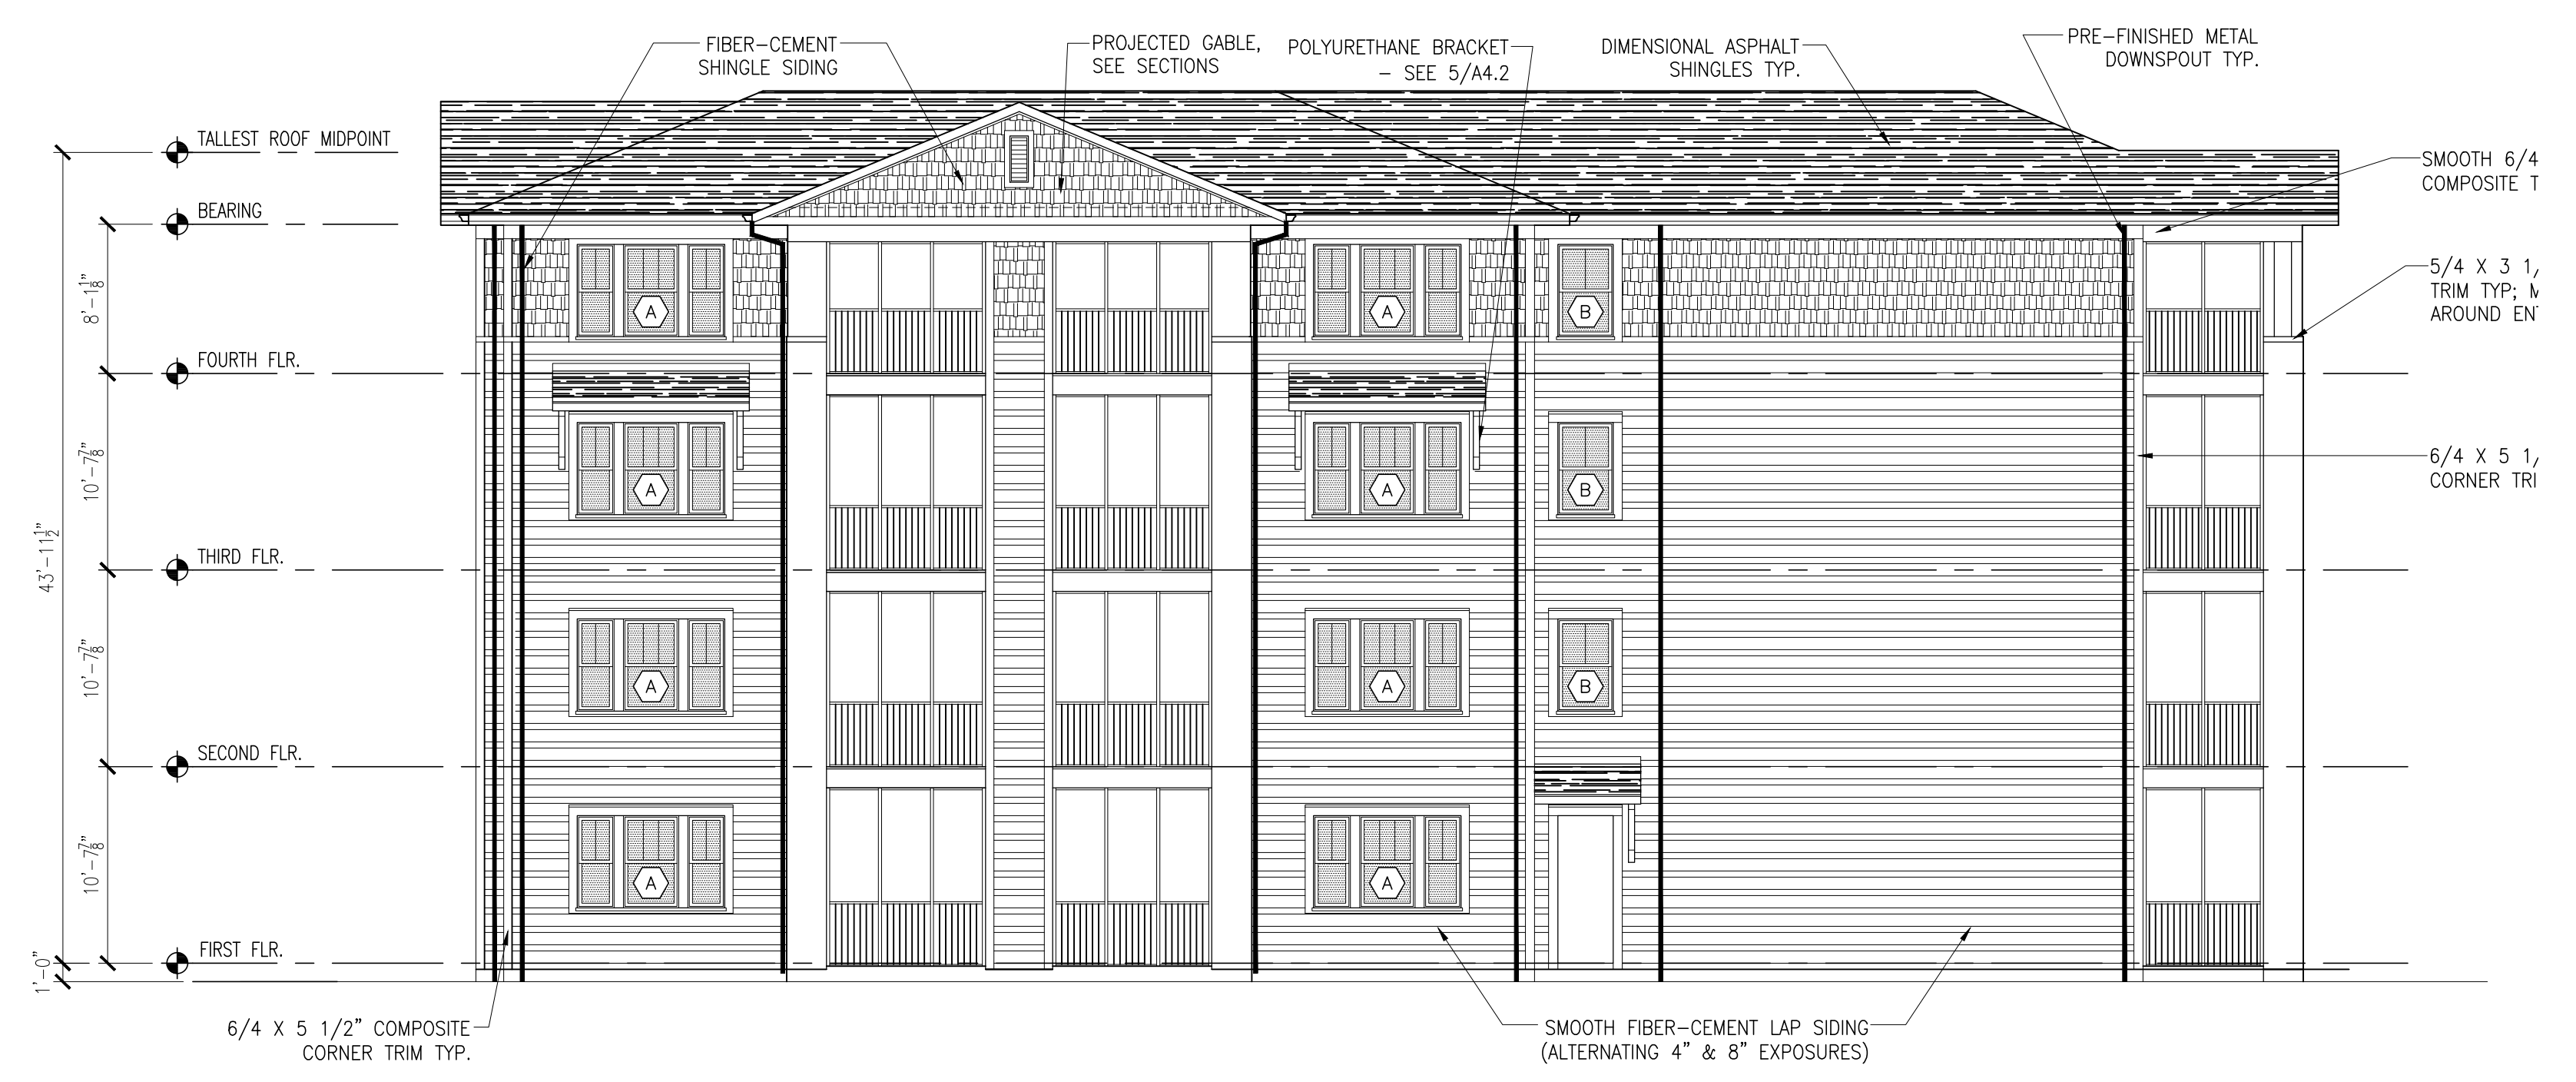 FIBER-CEMENT
SHINGLE SIDING
PROJECTED GABLE,
SEE SECTIONS
POLYURETHANE BRACKET
- SEE 5/A4.2
DIMENSIONAL ASPHALT
SHINGLES TYP.
PRE-FINISHED METAL
DOWNSPOUT TYP.
TALLEST ROOF MIDPOINT
SMOOTH 6/4
COMPOSITE T
BEARING
8'-1 1/8"
5/4 X 3 1/
TRIM TYP;
AROUND EN
A
A
B
FOURTH FLR.
10'-7 7/8"
6/4 X 5 1/
CORNER TRI
A
A
B
43'-11 1/2"
THIRD FLR.
10'-7 7/8"
A
A
B
SECOND FLR.
10'-7 7/8"
A
A
FIRST FLR.
1'-0"
6/4 X 5 1/2" COMPOSITE
CORNER TRIM TYP.
SMOOTH FIBER-CEMENT LAP SIDING
(ALTERNATING 4" & 8" EXPOSURES)